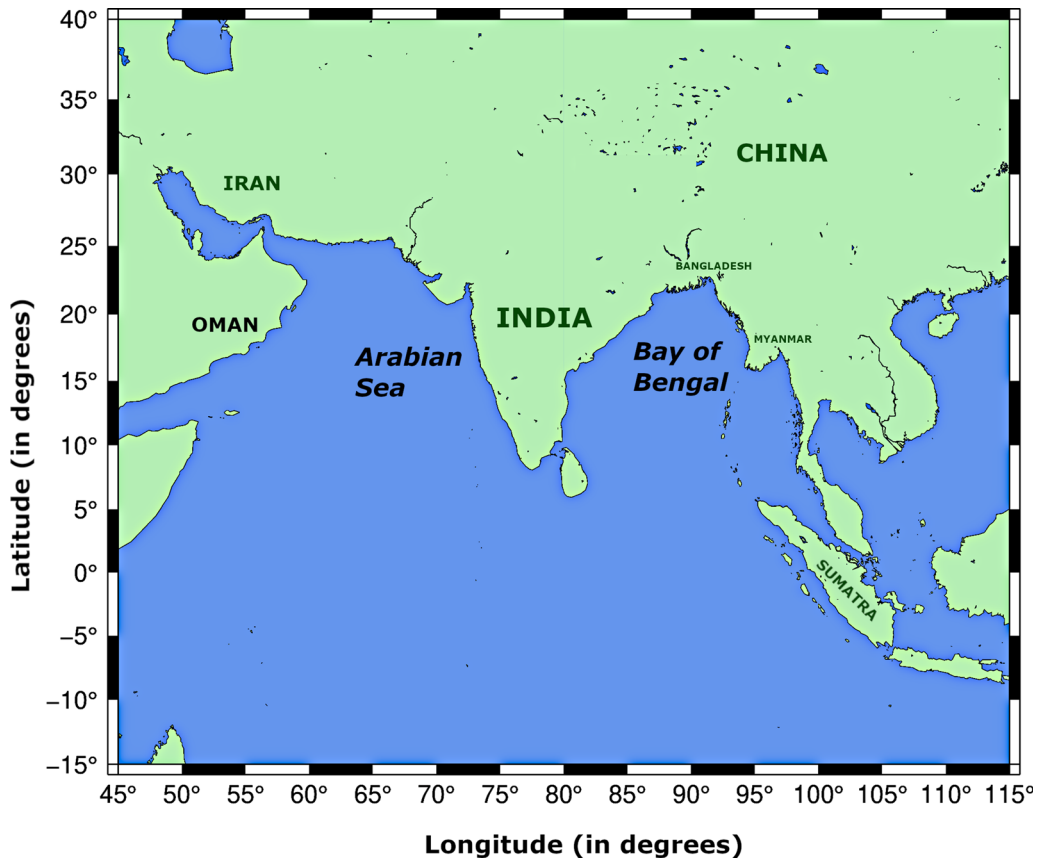 40°
35°
30°
25°
20°
15°
10°
5°
0°
−5°
−10°
−15°
Latitude (in degrees)
CHINA
IRAN
BANGLADESH
INDIA
OMAN
MYANMAR
Arabian
Sea
Bay of
Bengal
SUMATRA
45° 50° 55° 60° 65° 70° 75° 80° 85° 90° 95° 100° 105° 110° 115°
Longitude (in degrees)